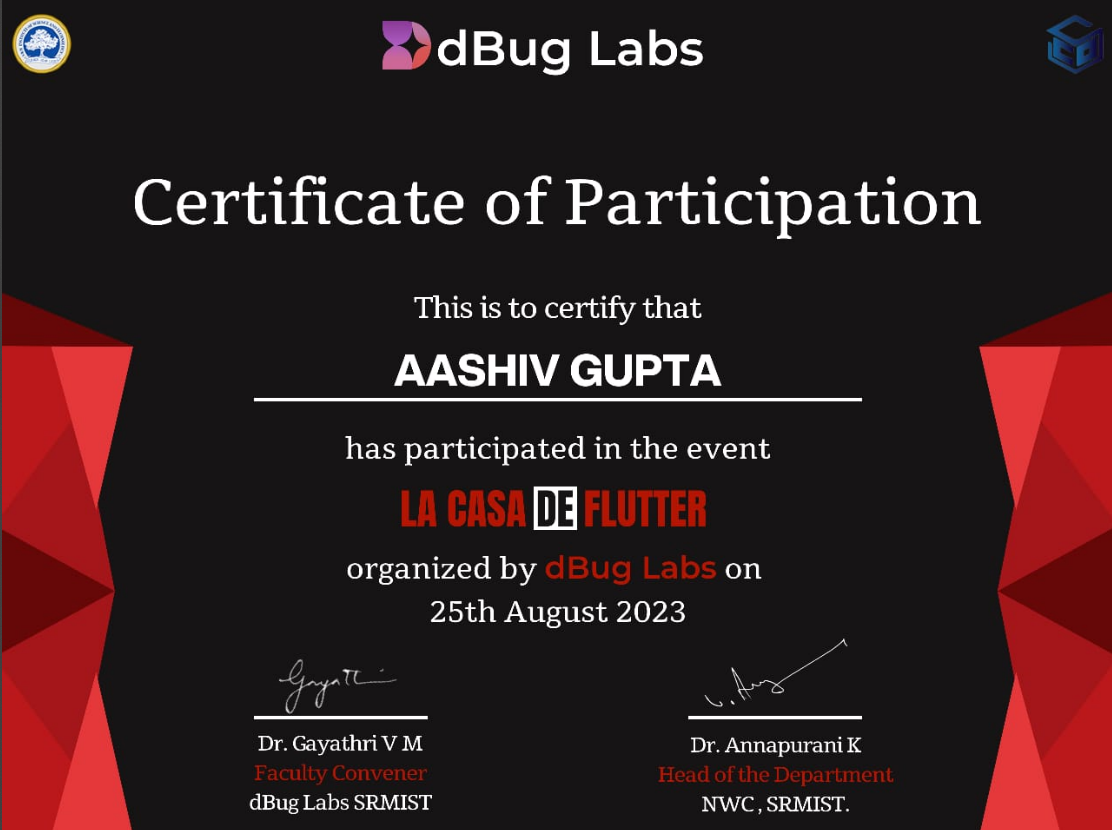 dBug Labs
Certificate of Participation
This is to certify that
AASHIV GUPTA
has participated in the event
LA CASA DE FLUTTER
organized by dBug Labs on
25th August 2023
Dr. Gayathri V M
Faculty Convener
dBug Labs SRMIST
Dr. Annapurani K
Head of the Department
NWC , SRMIST.